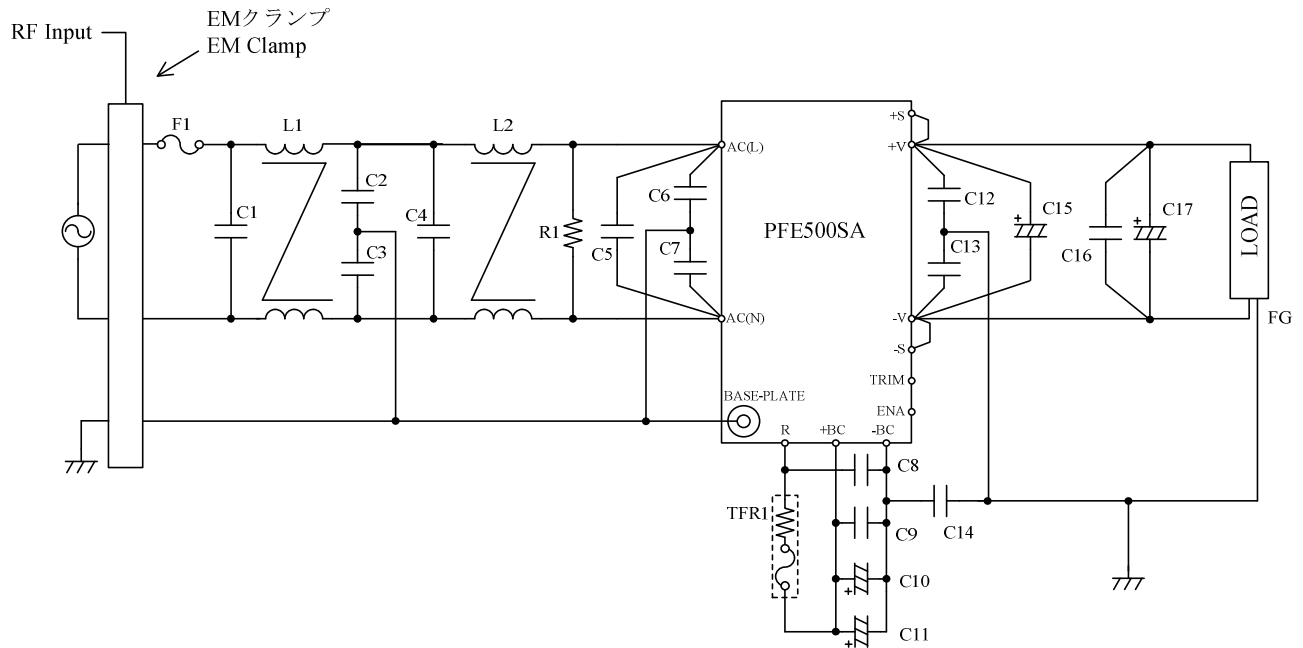 EMクランプ
RF Input
EM Clamp
F1
L1
L2
+S
AC(L)
+V
C2
C6
C12
C1
C4
R1
C5
PFE500SA
C15
C16
C17
LOAD
C3
C7
C13
AC(N)
-V
FG
-S
TRIM
BASE-PLATE
ENA
R
+BC
-BC
C8
TFR1
C9
C14
C10
C11